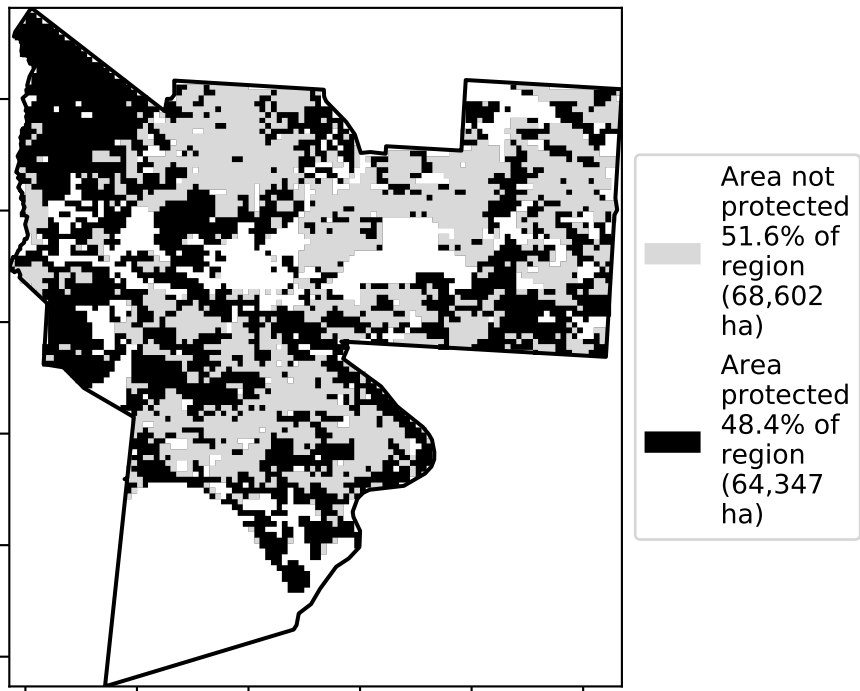 Area not
protected
51.6% of
region
(68,602
ha)
Area
protected
48.4% of
region
(64,347
ha)